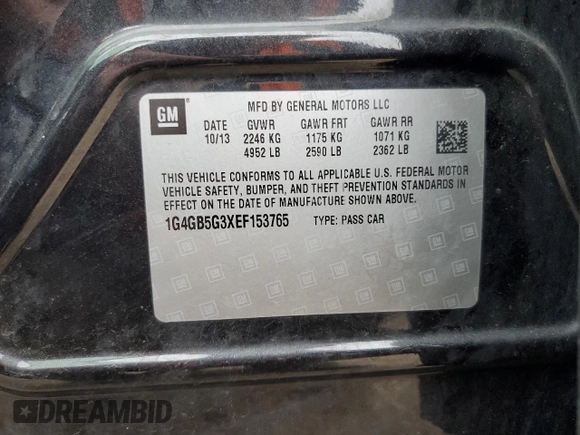 GM
MFD BY GENERAL MOTORS LLC
DATE GVWR GAWR FRT GAWR RR
10/13 2246 KG 1175 KG 1071 KG
4952 LB 2590 LB 2362 LB
THIS VEHICLE CONFORMS TO ALL APPLICABLE U.S. FEDERAL MOTOR
VEHICLE SAFETY, BUMPER, AND THEFT PREVENTION STANDARDS IN
EFFECT ON THE DATE OF MANUFACTURE SHOWN ABOVE.
1G4GB5G3XEF153765 TYPE: PASS CAR
DREAMBID